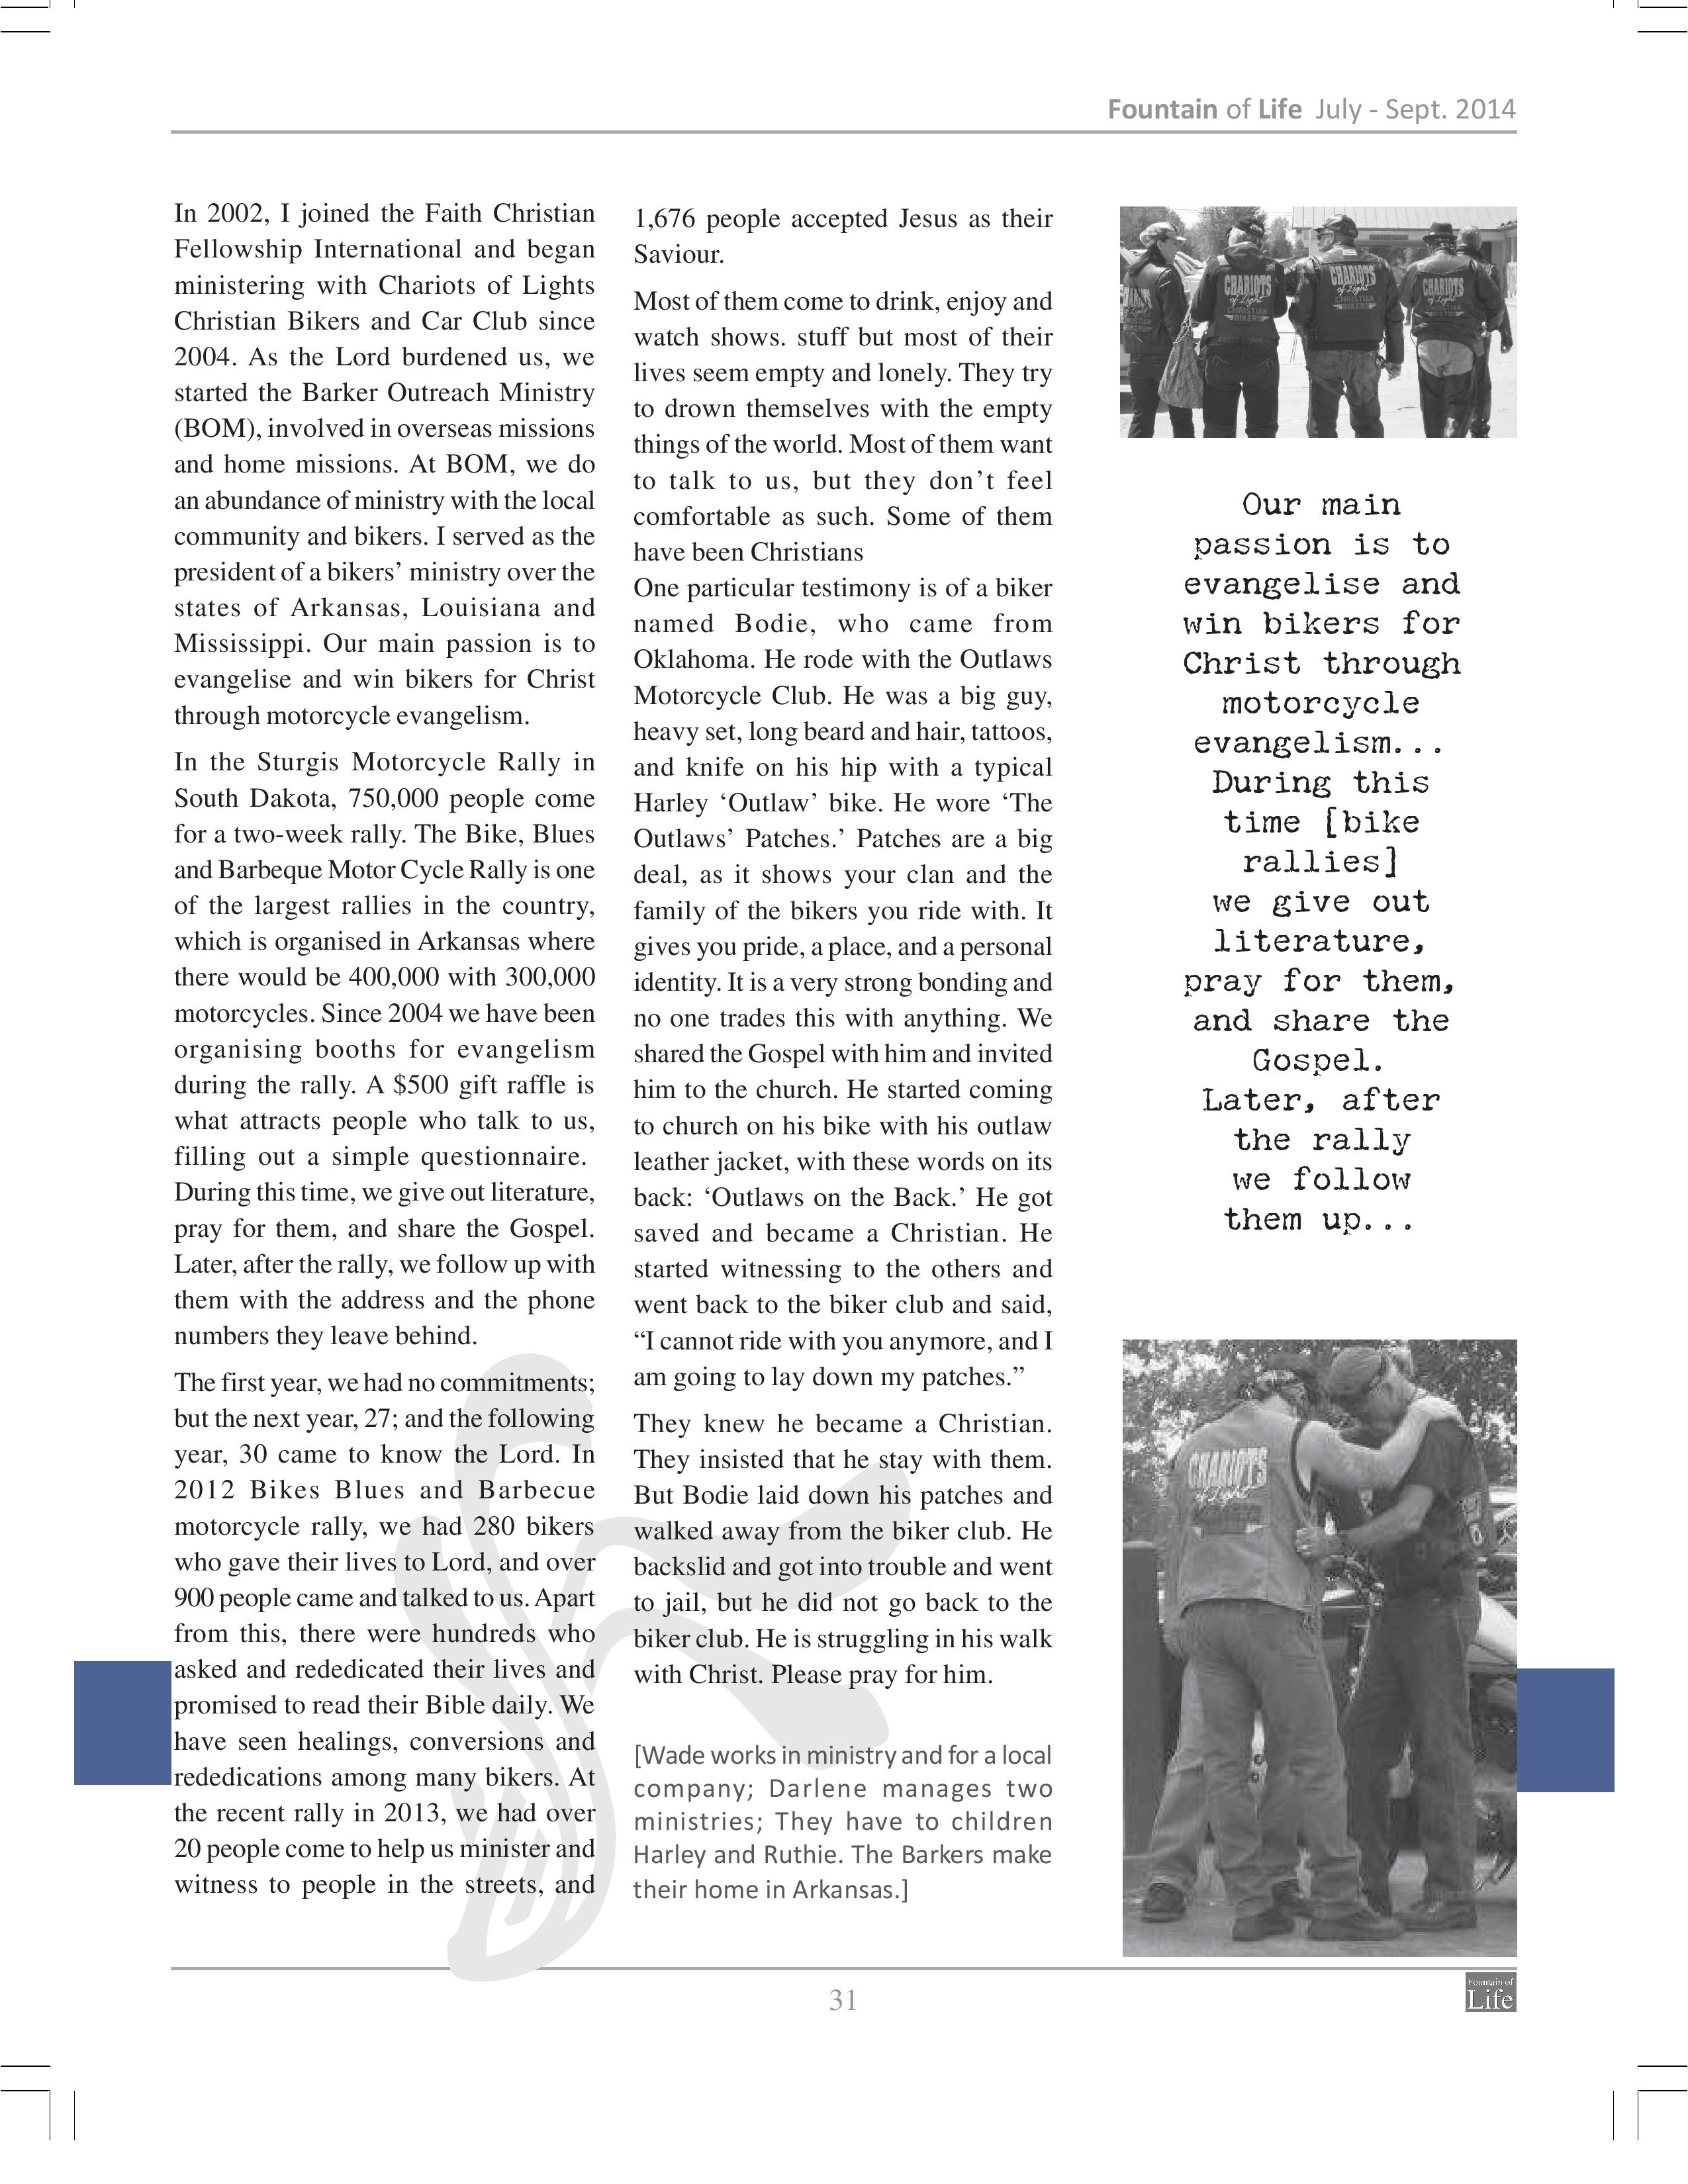 Fountain of Life July - Sept. 2014
In 2002, I joined the Faith Christian
Fellowship International and began
ministering with Chariots of Lights
Christian Bikers and Car Club since
2004. As the Lord burdened us, we
started the Barker Outreach Ministry
(BOM), involved in overseas missions
and home missions. At BOM, we do
an abundance of ministry with the local
community and bikers. I served as the
president of a bikers’ ministry over the
states of Arkansas, Louisiana and
Mississippi. Our main passion is to
evangelise and win bikers for Christ
through motorcycle evangelism.
In the Sturgis Motorcycle Rally in
South Dakota, 750,000 people come
for a two-week rally. The Bike, Blues
and Barbeque Motor Cycle Rally is one
of the largest rallies in the country,
which is organised in Arkansas where
there would be 400,000 with 300,000
motorcycles. Since 2004 we have been
organising booths for evangelism
during the rally. A $500 gift raffle is
what attracts people who talk to us,
filling out a simple questionnaire.
During this time, we give out literature,
pray for them, and share the Gospel.
Later, after the rally, we follow up with
them with the address and the phone
numbers they leave behind.
The first year, we had no commitments;
but the next year, 27; and the following
year, 30 came to know the Lord. In
2012 Bikes Blues and Barbecue
motorcycle rally, we had 280 bikers
who gave their lives to Lord, and over
900 people came and talked to us. Apart
from this, there were hundreds who
asked and rededicated their lives and
promised to read their Bible daily. We
have seen healings, conversions and
rededications among many bikers. At
the recent rally in 2013, we had over
20 people come to help us minister and
witness to people in the streets, and
1,676 people accepted Jesus as their
Saviour.
Most of them come to drink, enjoy and
watch shows. stuff but most of their
lives seem empty and lonely. They try
to drown themselves with the empty
things of the world. Most of them want
to talk to us, but they don’t feel
comfortable as such. Some of them
have been Christians
One particular testimony is of a biker
named Bodie, who came from
Oklahoma. He rode with the Outlaws
Motorcycle Club. He was a big guy,
heavy set, long beard and hair, tattoos,
and knife on his hip with a typical
Harley ‘Outlaw’ bike. He wore ‘The
Outlaws’ Patches.’ Patches are a big
deal, as it shows your clan and the
family of the bikers you ride with. It
gives you pride, a place, and a personal
identity. It is a very strong bonding and
no one trades this with anything. We
shared the Gospel with him and invited
him to the church. He started coming
to church on his bike with his outlaw
leather jacket, with these words on its
back: ‘Outlaws on the Back.’ He got
saved and became a Christian. He
started witnessing to the others and
went back to the biker club and said,
“I cannot ride with you anymore, and I
am going to lay down my patches.”
They knew he became a Christian.
They insisted that he stay with them.
But Bodie laid down his patches and
walked away from the biker club. He
backslid and got into trouble and went
to jail, but he did not go back to the
biker club. He is struggling in his walk
with Christ. Please pray for him.
[Wade works in ministry and for a local
company; Darlene manages two
ministries; They have to children
Harley and Ruthie. The Barkers make
their home in Arkansas.]
CHARIOTS
of Light
CHRISTIAN
BIKERS
CHARIOTS
of Light
CHRISTIAN
BIKERS
CHARIOTS
of Light
Our main
passion is to
evangelise and
win bikers for
Christ through
motorcycle
evangelism...
During this
time [bike
rallies]
we give out
literature,
pray for them,
and share the
Gospel.
Later, after
the rally
we follow
them up...
CHARIOTS
of Light
31
Fountain of
Life